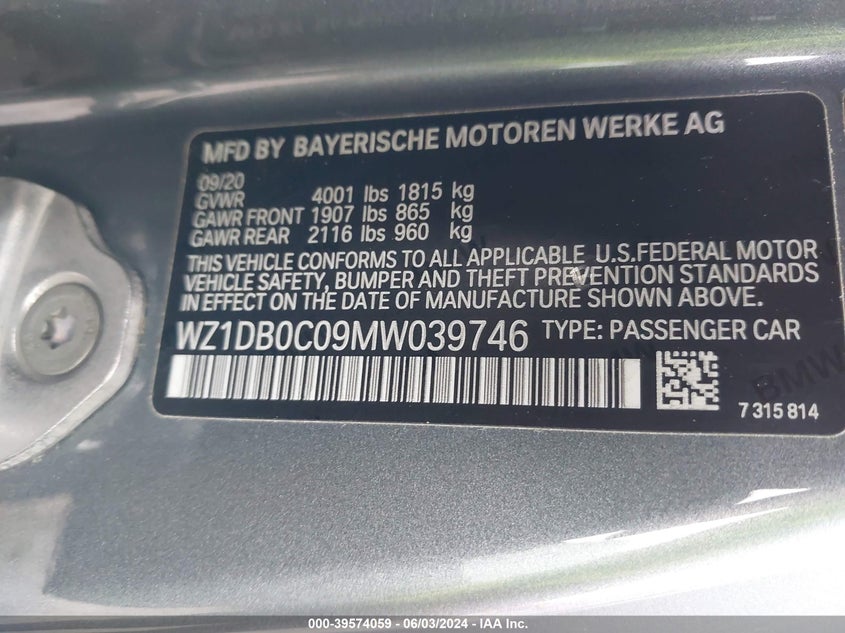 MFD BY BAYERISCHE MOTOREN WERKE AG
09/20
GVWR 4001 lbs 1815 kg
GAWR FRONT 1907 lbs 865 kg
GAWR REAR 2116 lbs 960 kg
THIS VEHICLE CONFORMS TO ALL APPLICABLE U.S.FEDERAL MOTOR
VEHICLE SAFETY, BUMPER AND THEFT PREVENTION STANDARDS
IN EFFECT ON THE DATE OF MANUFACTURE SHOWN ABOVE.
WZ1DB0C09MW039746 TYPE: PASSENGER CAR
BMW
7 315 814
000-39574059 - 06/03/2024 - IAA Inc.